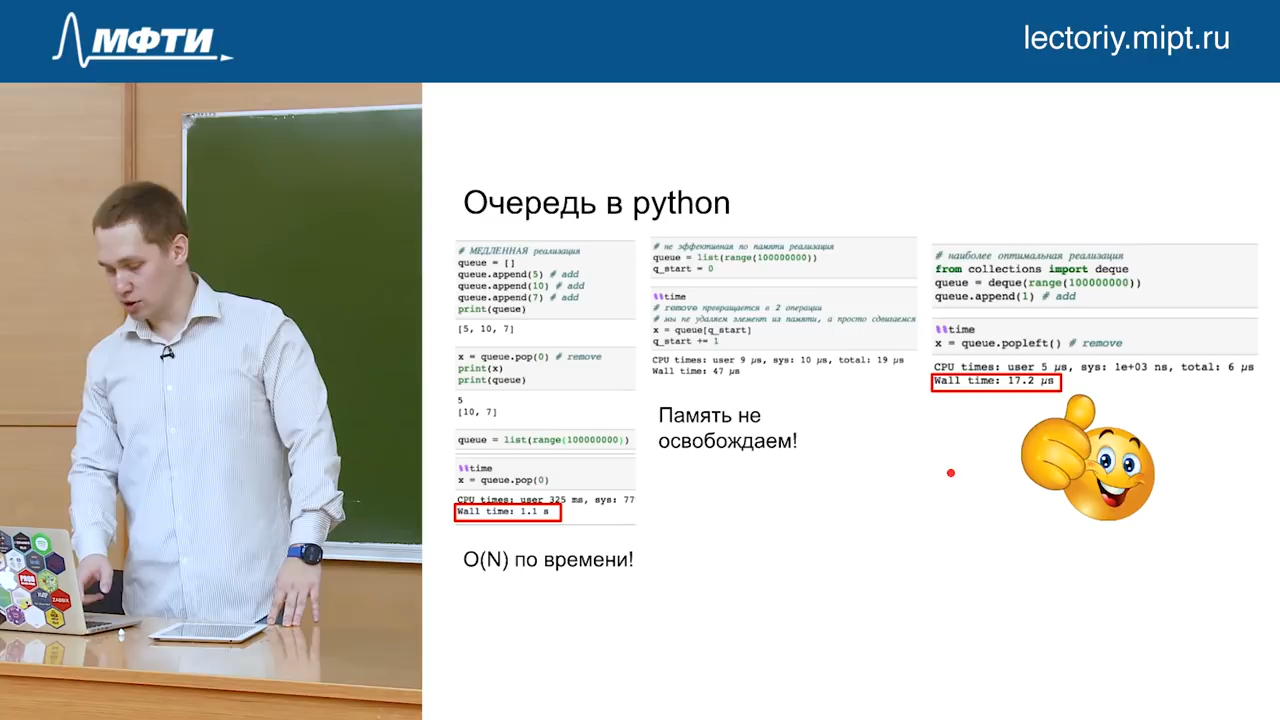 МФТИ
lectoriy.mipt.ru
Очередь в python
# МЕДЛЕННАЯ реализация
queue = []
queue.append(5) # add
queue.append(10) # add
queue.append(7) # add
print(queue)
[5, 10, 7]
x = queue.pop(0) # remove
print(x)
print(queue)
5
[10, 7]
queue = list(range(100000000))
%%time
x = queue.pop(0)
CPU times: user 325 ms, sys: 77
Wall time: 1.1 s
O(N) по времени!
# не эффективная по памяти реализация
queue = list(range(100000000))
q_start = 0
%%time
# remove превращается в 2 операции
# мы не удаляем элемент из памяти, а просто сдвигаемся
x = queue[q_start]
q_start += 1
CPU times: user 9 µs, sys: 10 µs, total: 19 µs
Wall time: 47 µs
Память не
освобождаем!
# наиболее оптимальная реализация
from collections import deque
queue = deque(range(100000000))
queue.append(1) # add
%%time
x = queue.popleft() # remove
CPU times: user 5 µs, sys: 1e+03 ns, total: 6 µs
Wall time: 17.2 µs
PROD
ZABBIX